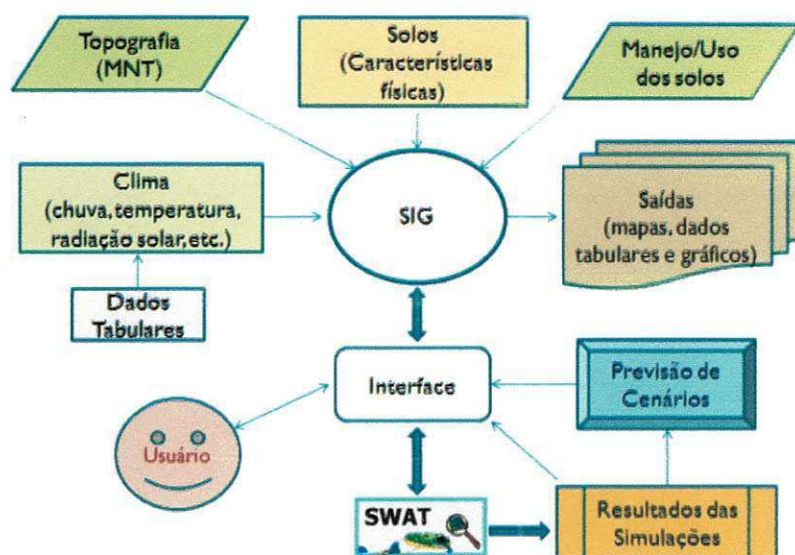 Topografia
(MNT)
Solos
(Características
físicas)
Manejo/Uso
dos solos
Clima
(chuva, temperatura,
radiação solar, etc.)
SIG
Saídas
(mapas, dados
tabulares e gráficos)
Dados
Tabulares
Interface
Previsão de
Cenários
Usuário
SWAT
Resultados das
Simulações